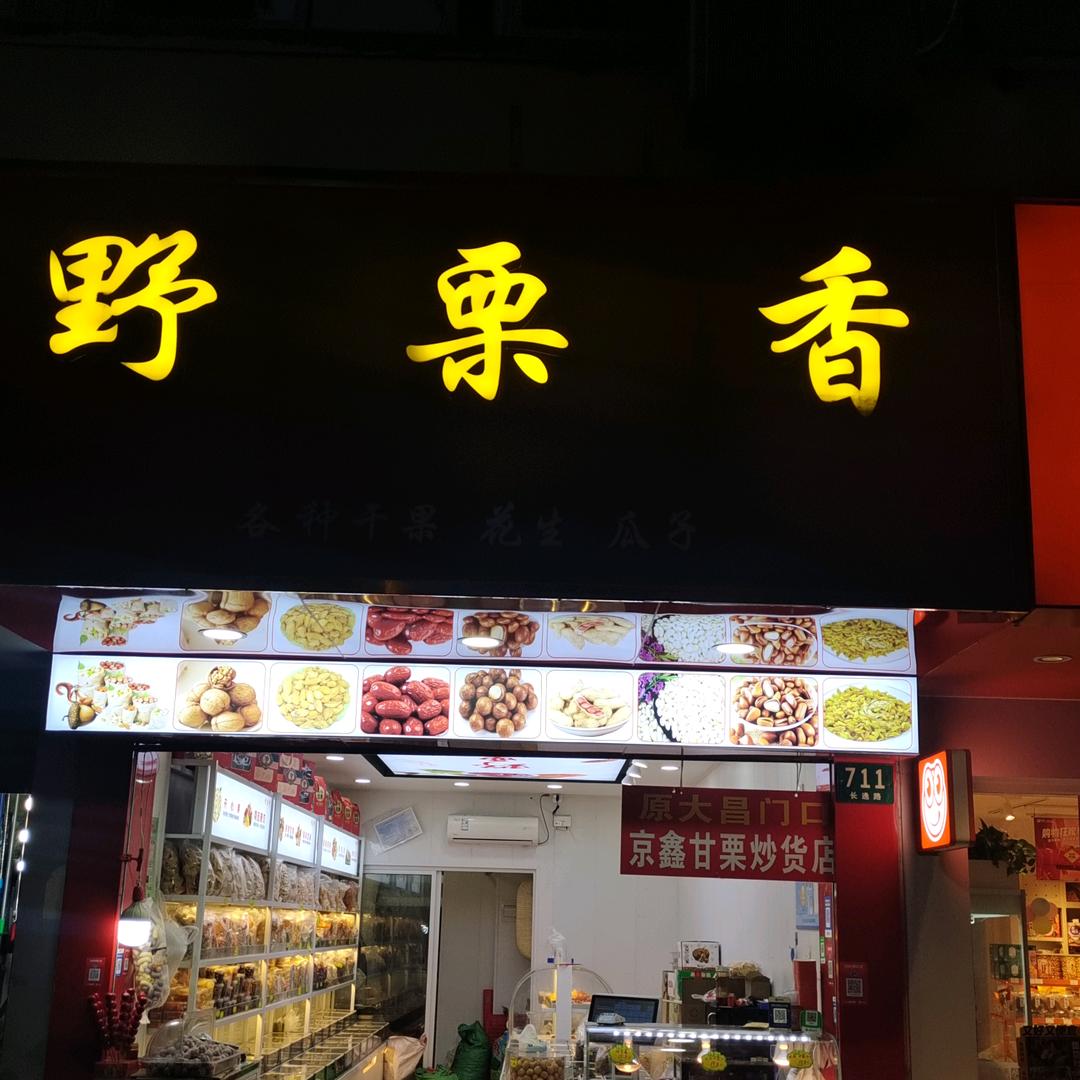 野栗香
各种干果 花生 瓜子
711
长逸路
原大昌门口
京鑫甘栗炒货店